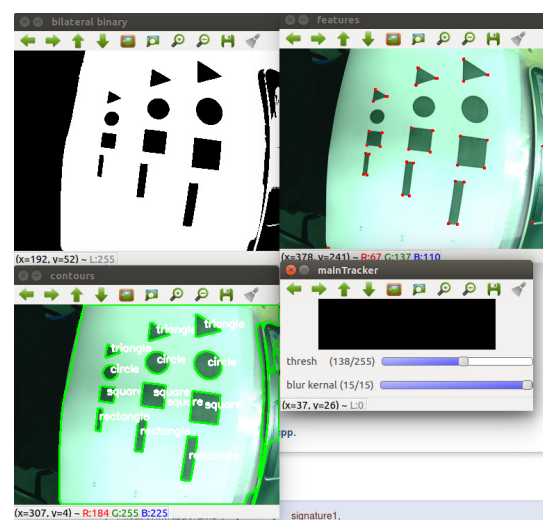 bilateral binary
features
(x=192, v=52) ~ L:255
(x=378, v=241) ~ R:67 G:137 B:110
contours
triangle
triangle
triangle
circle
circle
circle
square
square
square
square
rectangle
rectangle
rectangle
(x=307, v=4) ~ R:184 G:255 B:225
mainTracker
thresh (138/255)
blur kernal (15/15)
(x=37, v=26) ~ L:0
pp.
signature1,